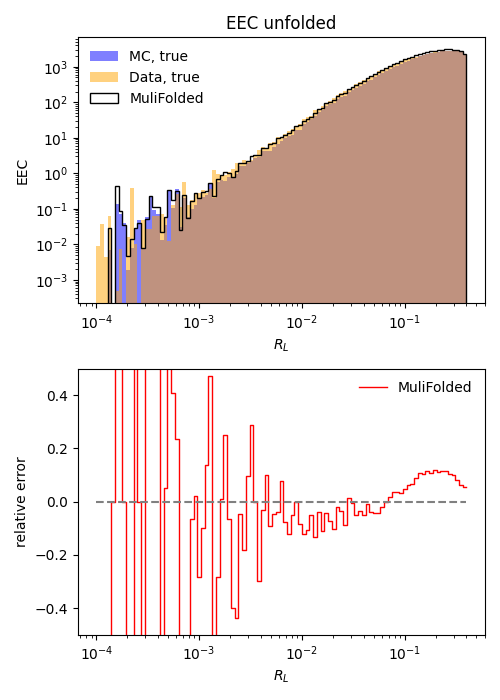 EEC unfolded
MC, true
Data, true
MuliFolded
EEC
10³
10²
10¹
10⁰
10⁻¹
10⁻²
10⁻³
10⁻⁴ 10⁻³ 10⁻² 10⁻¹
R_L
MuliFolded
relative error
0.4
0.2
0.0
−0.2
−0.4
10⁻⁴ 10⁻³ 10⁻² 10⁻¹
R_L